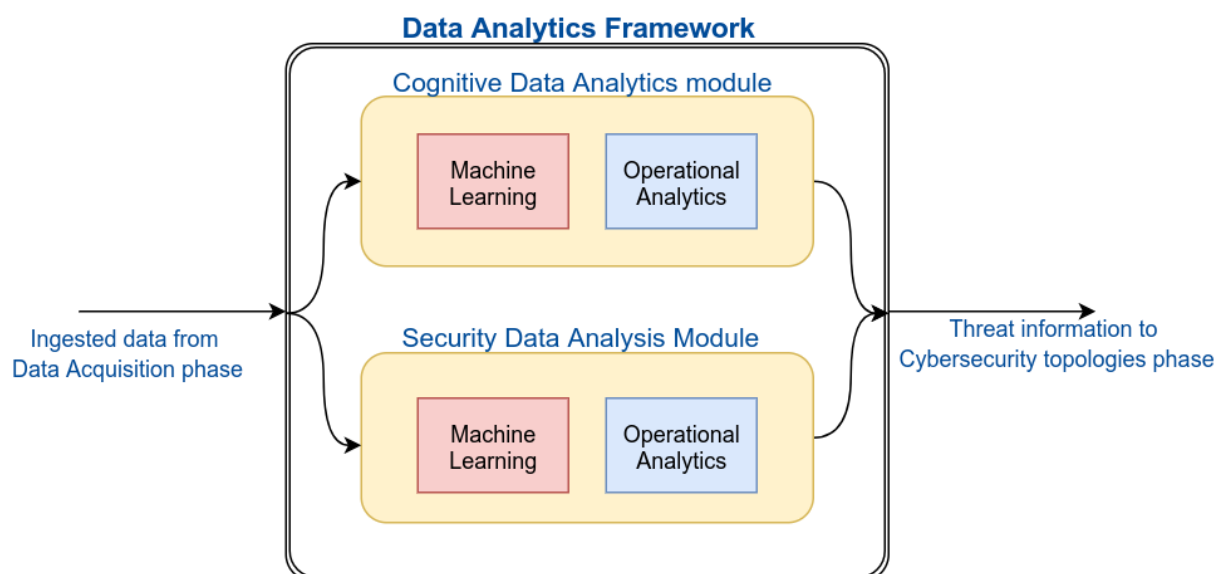 Data Analytics Framework
Cognitive Data Analytics module
Machine
Learning
Operational
Analytics
Ingested data from
Data Acquisition phase
Security Data Analysis Module
Machine
Learning
Operational
Analytics
Threat information to
Cybersecurity topologies phase